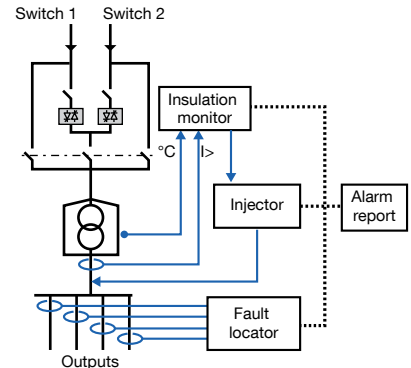 Switch 1
Switch 2
Insulation
monitor
°C
I>
Injector
Alarm
report
Fault
locator
Outputs